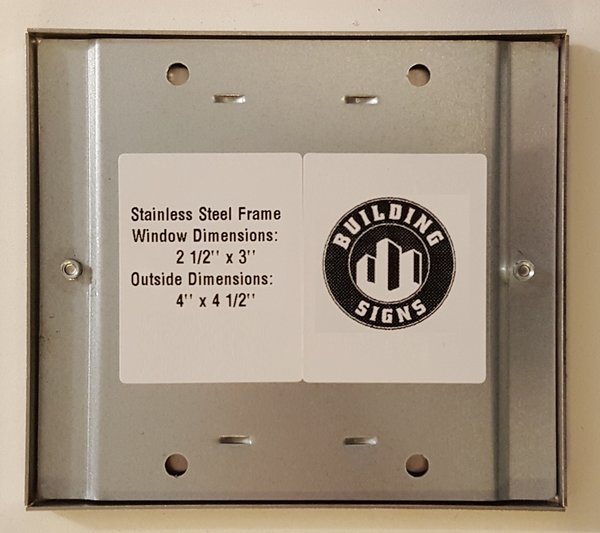 Stainless Steel Frame
Window Dimensions:
2 1/2'' x 3''
Outside Dimensions:
4'' x 4 1/2''
BUILDING
SIGNS